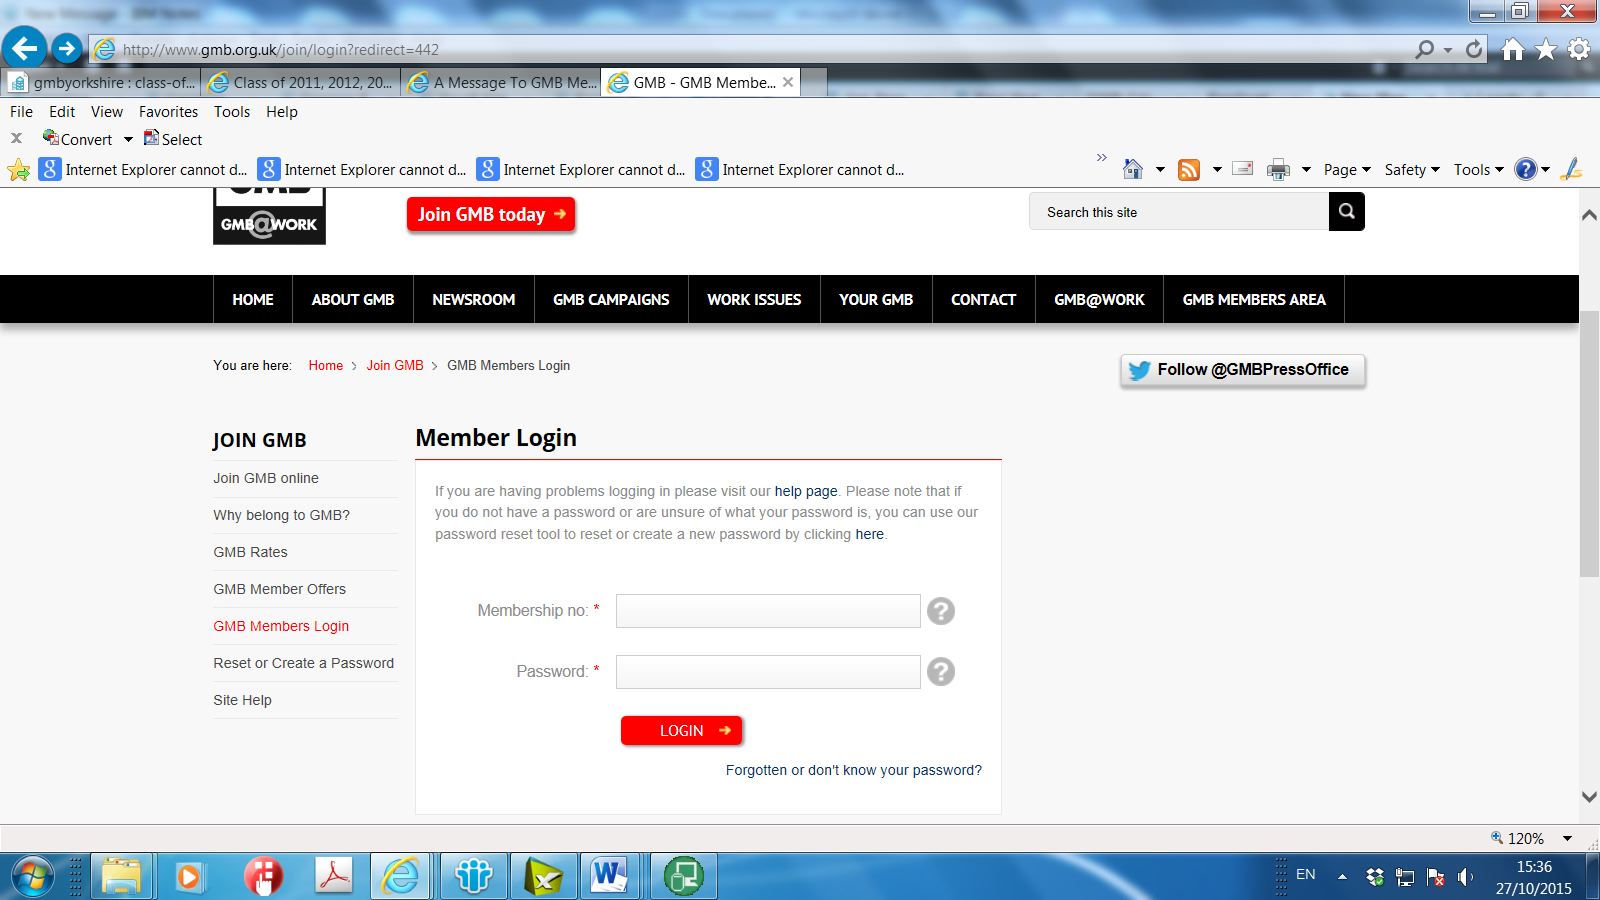 http://www.gmb.org.uk/join/login?redirect=442
gmbyorkshire : class-of... Class of 2011, 2012, 20... A Message To GMB Me... GMB - GMB Membe...
File Edit View Favorites Tools Help
Convert Select
Internet Explorer cannot d... Internet Explorer cannot d... Internet Explorer cannot d... Internet Explorer cannot d... Page Safety Tools
GMB@WORK
Join GMB today
Search this site
HOME ABOUT GMB NEWSROOM GMB CAMPAIGNS WORK ISSUES YOUR GMB CONTACT GMB@WORK GMB MEMBERS AREA
You are here: Home > Join GMB > GMB Members Login
Follow @GMBPressOffice
JOIN GMB
Join GMB online
Why belong to GMB?
GMB Rates
GMB Member Offers
GMB Members Login
Reset or Create a Password
Site Help
Member Login
If you are having problems logging in please visit our help page. Please note that if
you do not have a password or are unsure of what your password is, you can use our
password reset tool to reset or create a new password by clicking here.
Membership no: *
Password: *
LOGIN
Forgotten or don't know your password?
120%
EN
15:36
27/10/2015